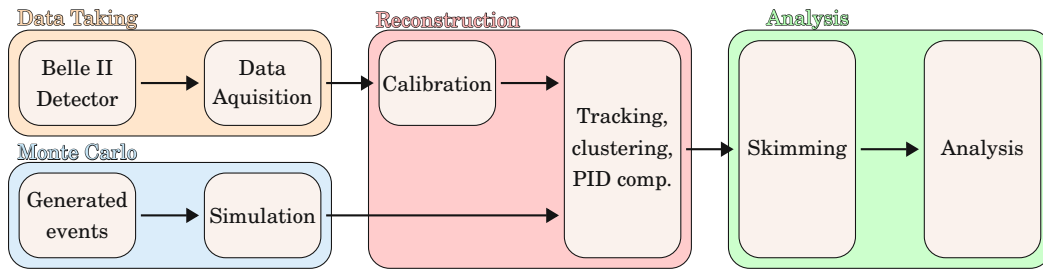 Data Taking
Reconstruction
Analysis
Belle II
Detector
Data
Aquisition
Calibration
Tracking,
clustering,
PID comp.
Skimming
Analysis
Monte Carlo
Generated
events
Simulation